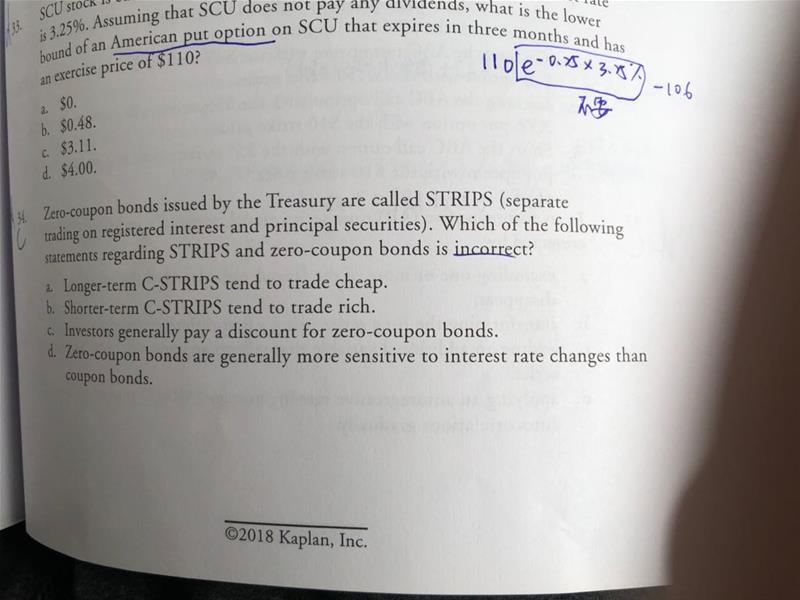 33. SCU stock is
is 3.25%. Assuming that SCU does not pay any dividends, what is the lower
bound of an American put option on SCU that expires in three months and has
an exercise price of $110?
110 e^-0.25 × 3.25% -106
不要
a. $0.
b. $0.48.
c. $3.11.
d. $4.00.
34. Zero-coupon bonds issued by the Treasury are called STRIPS (separate
trading on registered interest and principal securities). Which of the following
statements regarding STRIPS and zero-coupon bonds is incorrect?
C
a. Longer-term C-STRIPS tend to trade cheap.
b. Shorter-term C-STRIPS tend to trade rich.
c. Investors generally pay a discount for zero-coupon bonds.
d. Zero-coupon bonds are generally more sensitive to interest rate changes than
coupon bonds.
©2018 Kaplan, Inc.